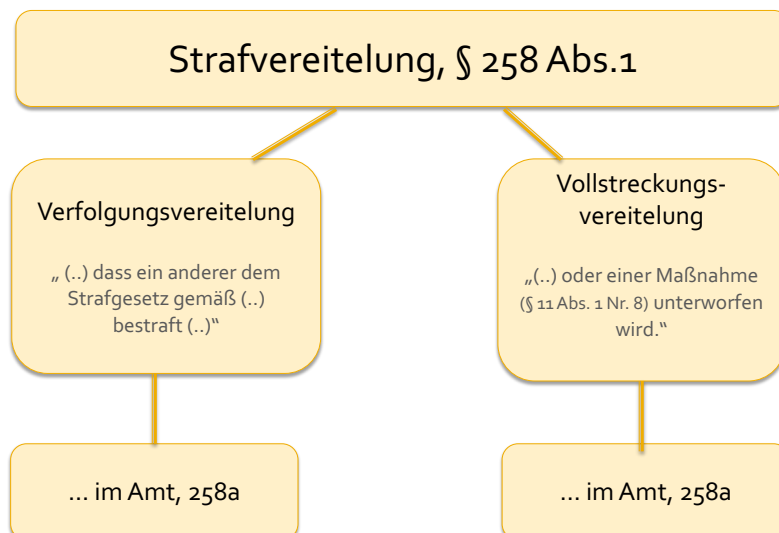 Strafvereitelung, § 258 Abs.1
Verfolgungsvereitelung
„ (..) dass ein anderer dem
Strafgesetz gemäß (..)
bestraft (..)“
Vollstreckungs-
vereitelung
„(..) oder einer Maßnahme
(§ 11 Abs. 1 Nr. 8) unterworfen
wird.“
... im Amt, 258a
... im Amt, 258a